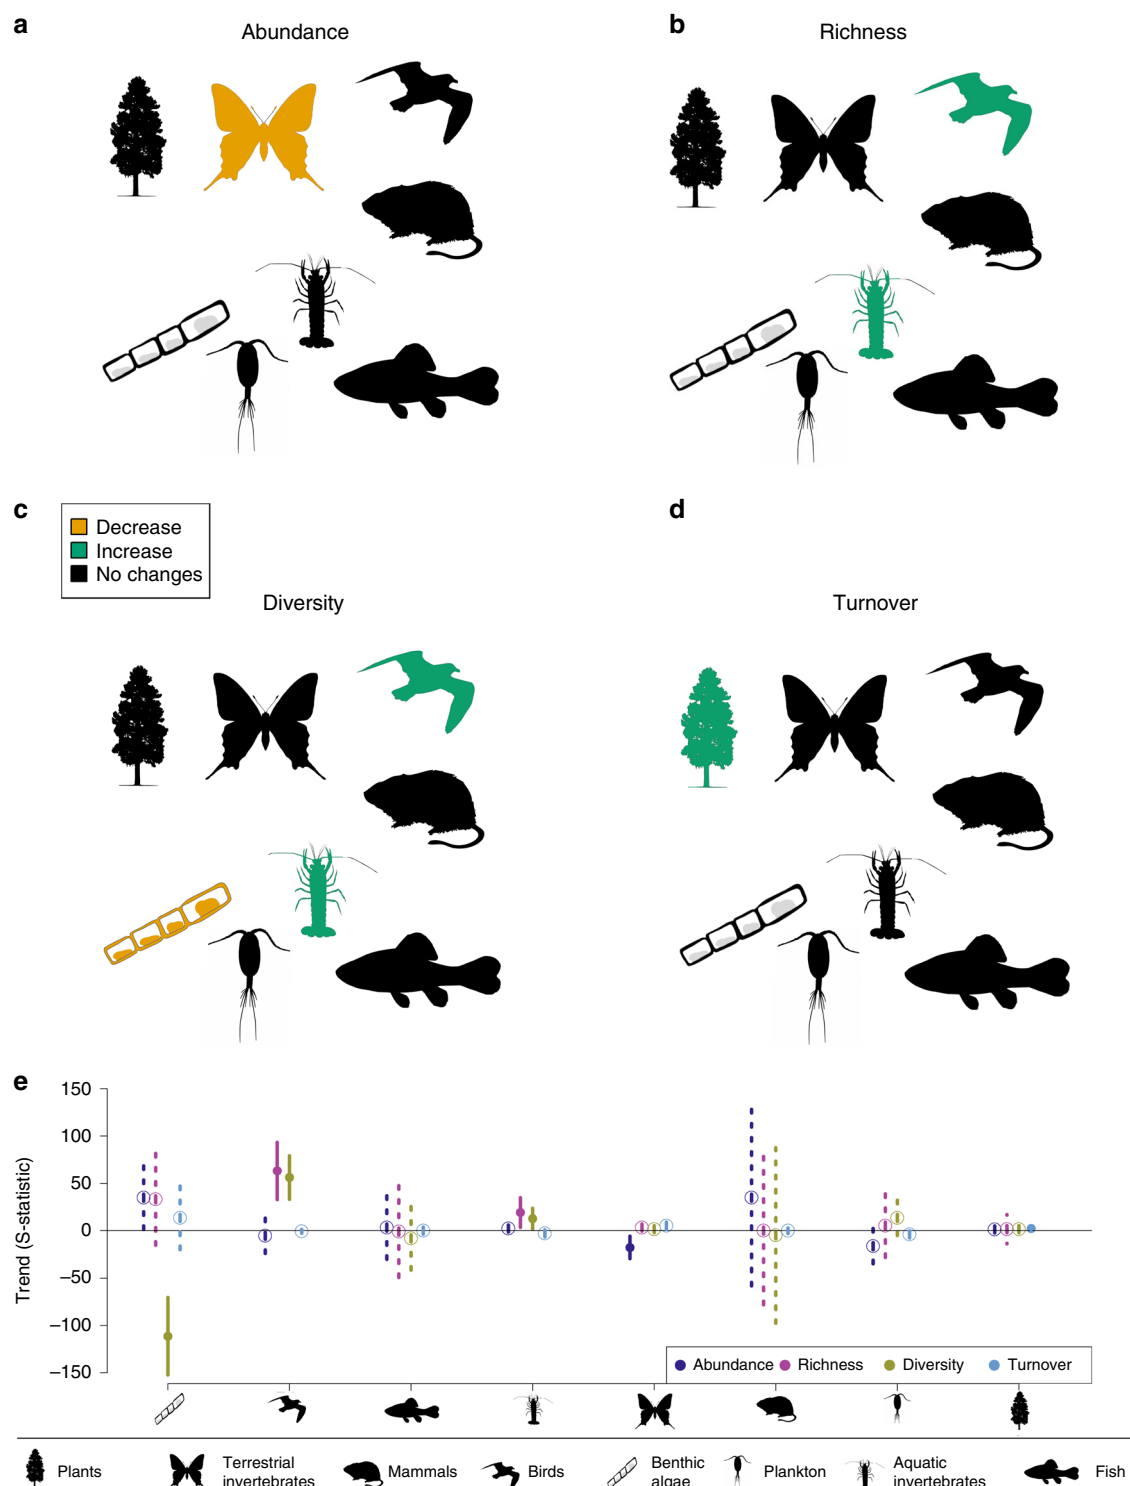 a
Abundance
b
Richness
c
Decrease
Increase
No changes
Diversity
d
Turnover
e
Trend (S-statistic)
150
100
50
0
−50
−100
−150
Abundance
Richness
Diversity
Turnover
Plants
Terrestrial
invertebrates
Mammals
Birds
Benthic
algae
Plankton
Aquatic
invertebrates
Fish